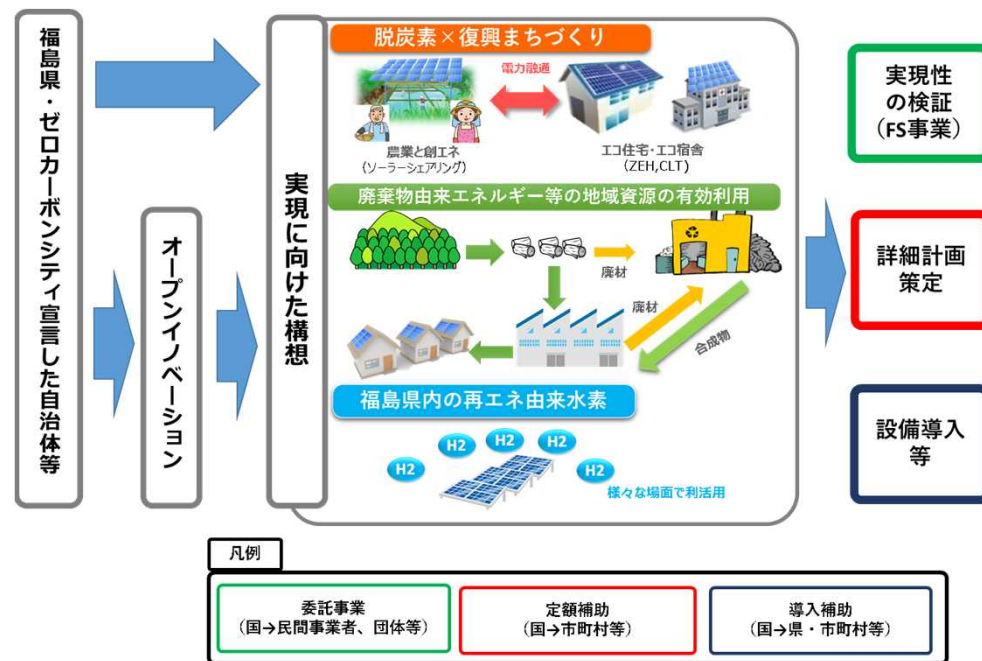 福島県・ゼロカーボンシティ宣言した自治体等
オープンイノベーション
実現に向けた構想
脱炭素×復興まちづくり
電力融通
農業と創エネ
(ソーラーシェアリング)
エコ住宅・エコ宿舎
(ZEH,CLT)
廃棄物由来エネルギー等の地域資源の有効利用
廃材
廃材
合成物
福島県内の再エネ由来水素
H2
H2
H2
H2
H2
様々な場面で利活用
実現性
の検証
(FS事業)
詳細計画
策定
設備導入
等
凡例
委託事業
(国→民間事業者、団体等)
定額補助
(国→市町村等)
導入補助
(国→県・市町村等)